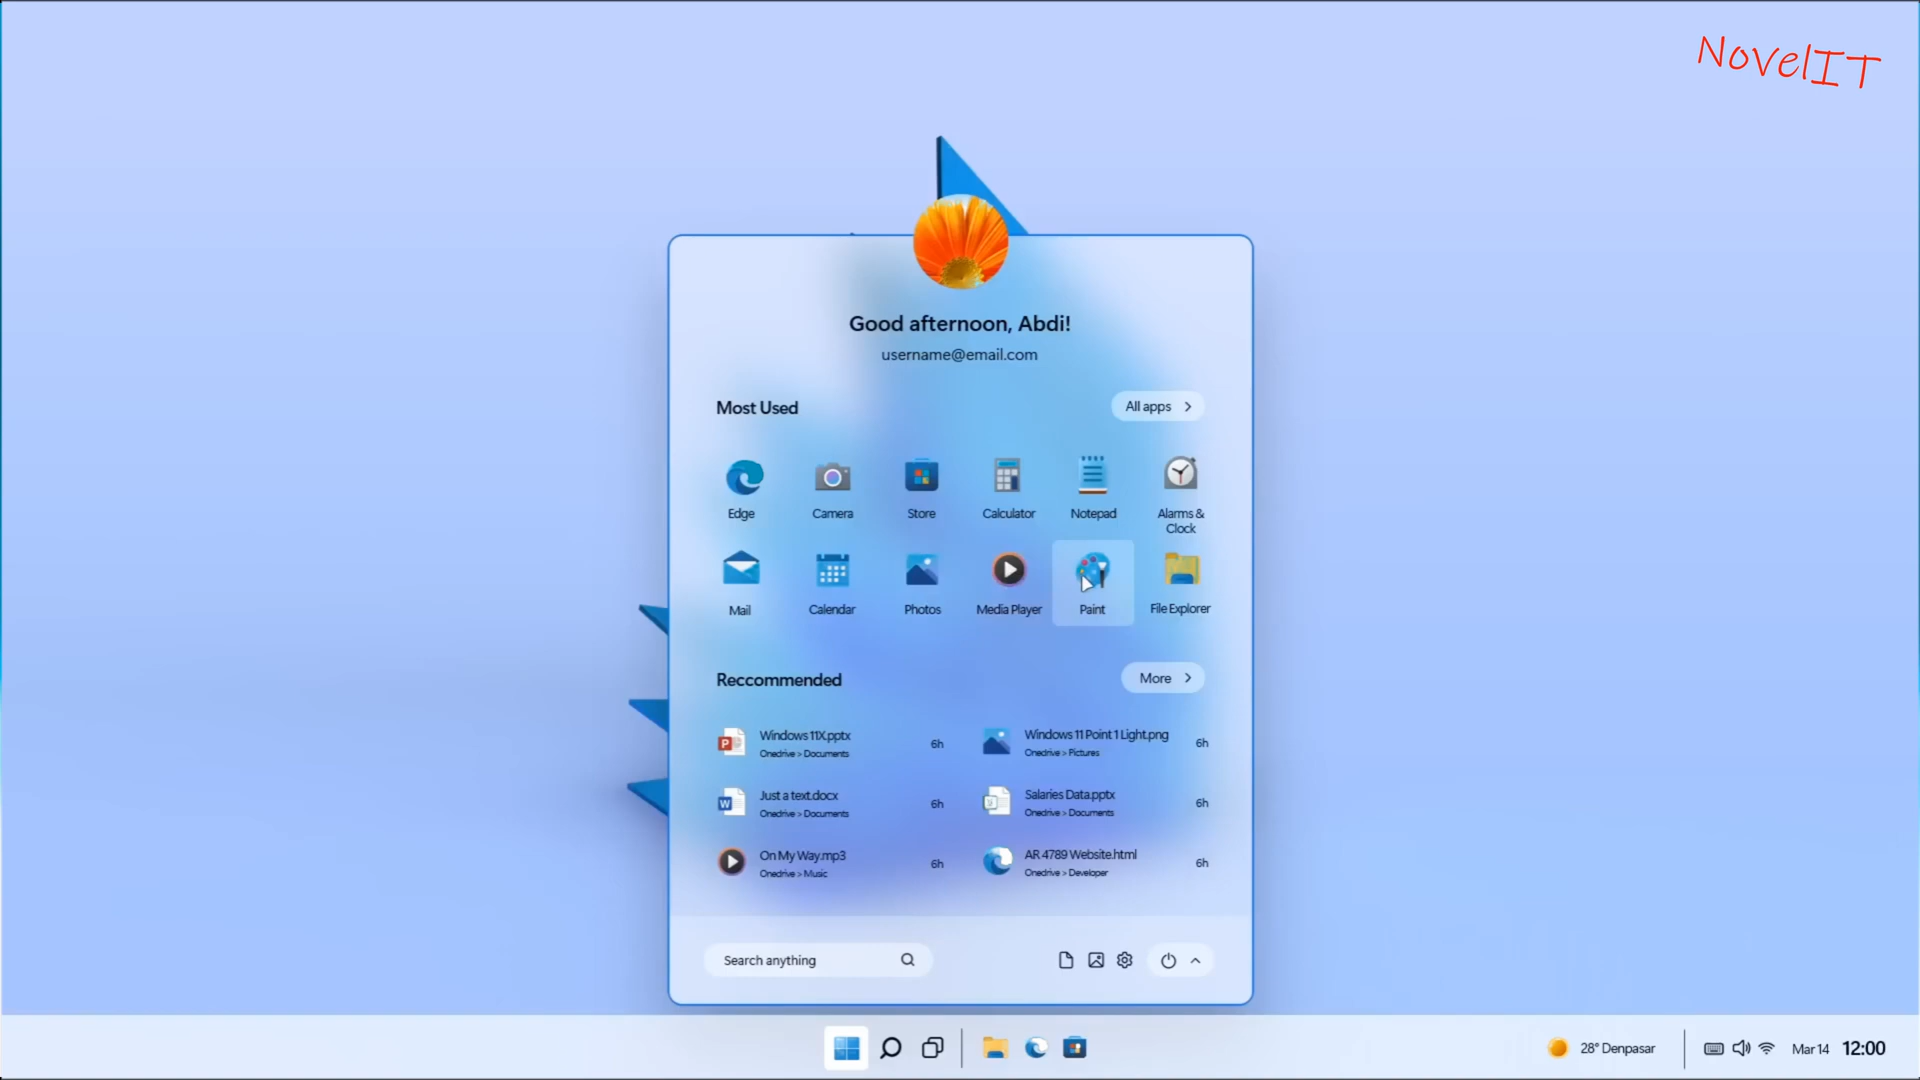 NovelIT
Good afternoon, Abdi!
username@email.com
Most Used
All apps
Edge
Camera
Store
Calculator
Notepad
Alarms &
Clock
Mail
Calendar
Photos
Media Player
Paint
File Explorer
Reccommended
More
Windows 11X.pptx
Onedrive > Documents
6h
Windows 11 Point 1 Light.png
Onedrive > Pictures
6h
Just a text.docx
Onedrive > Documents
6h
Salaries Data.pptx
Onedrive > Documents
6h
On My Way.mp3
Onedrive > Music
6h
AR 4789 Website.html
Onedrive > Developer
6h
Search anything
28° Denpasar
Mar 14
12:00